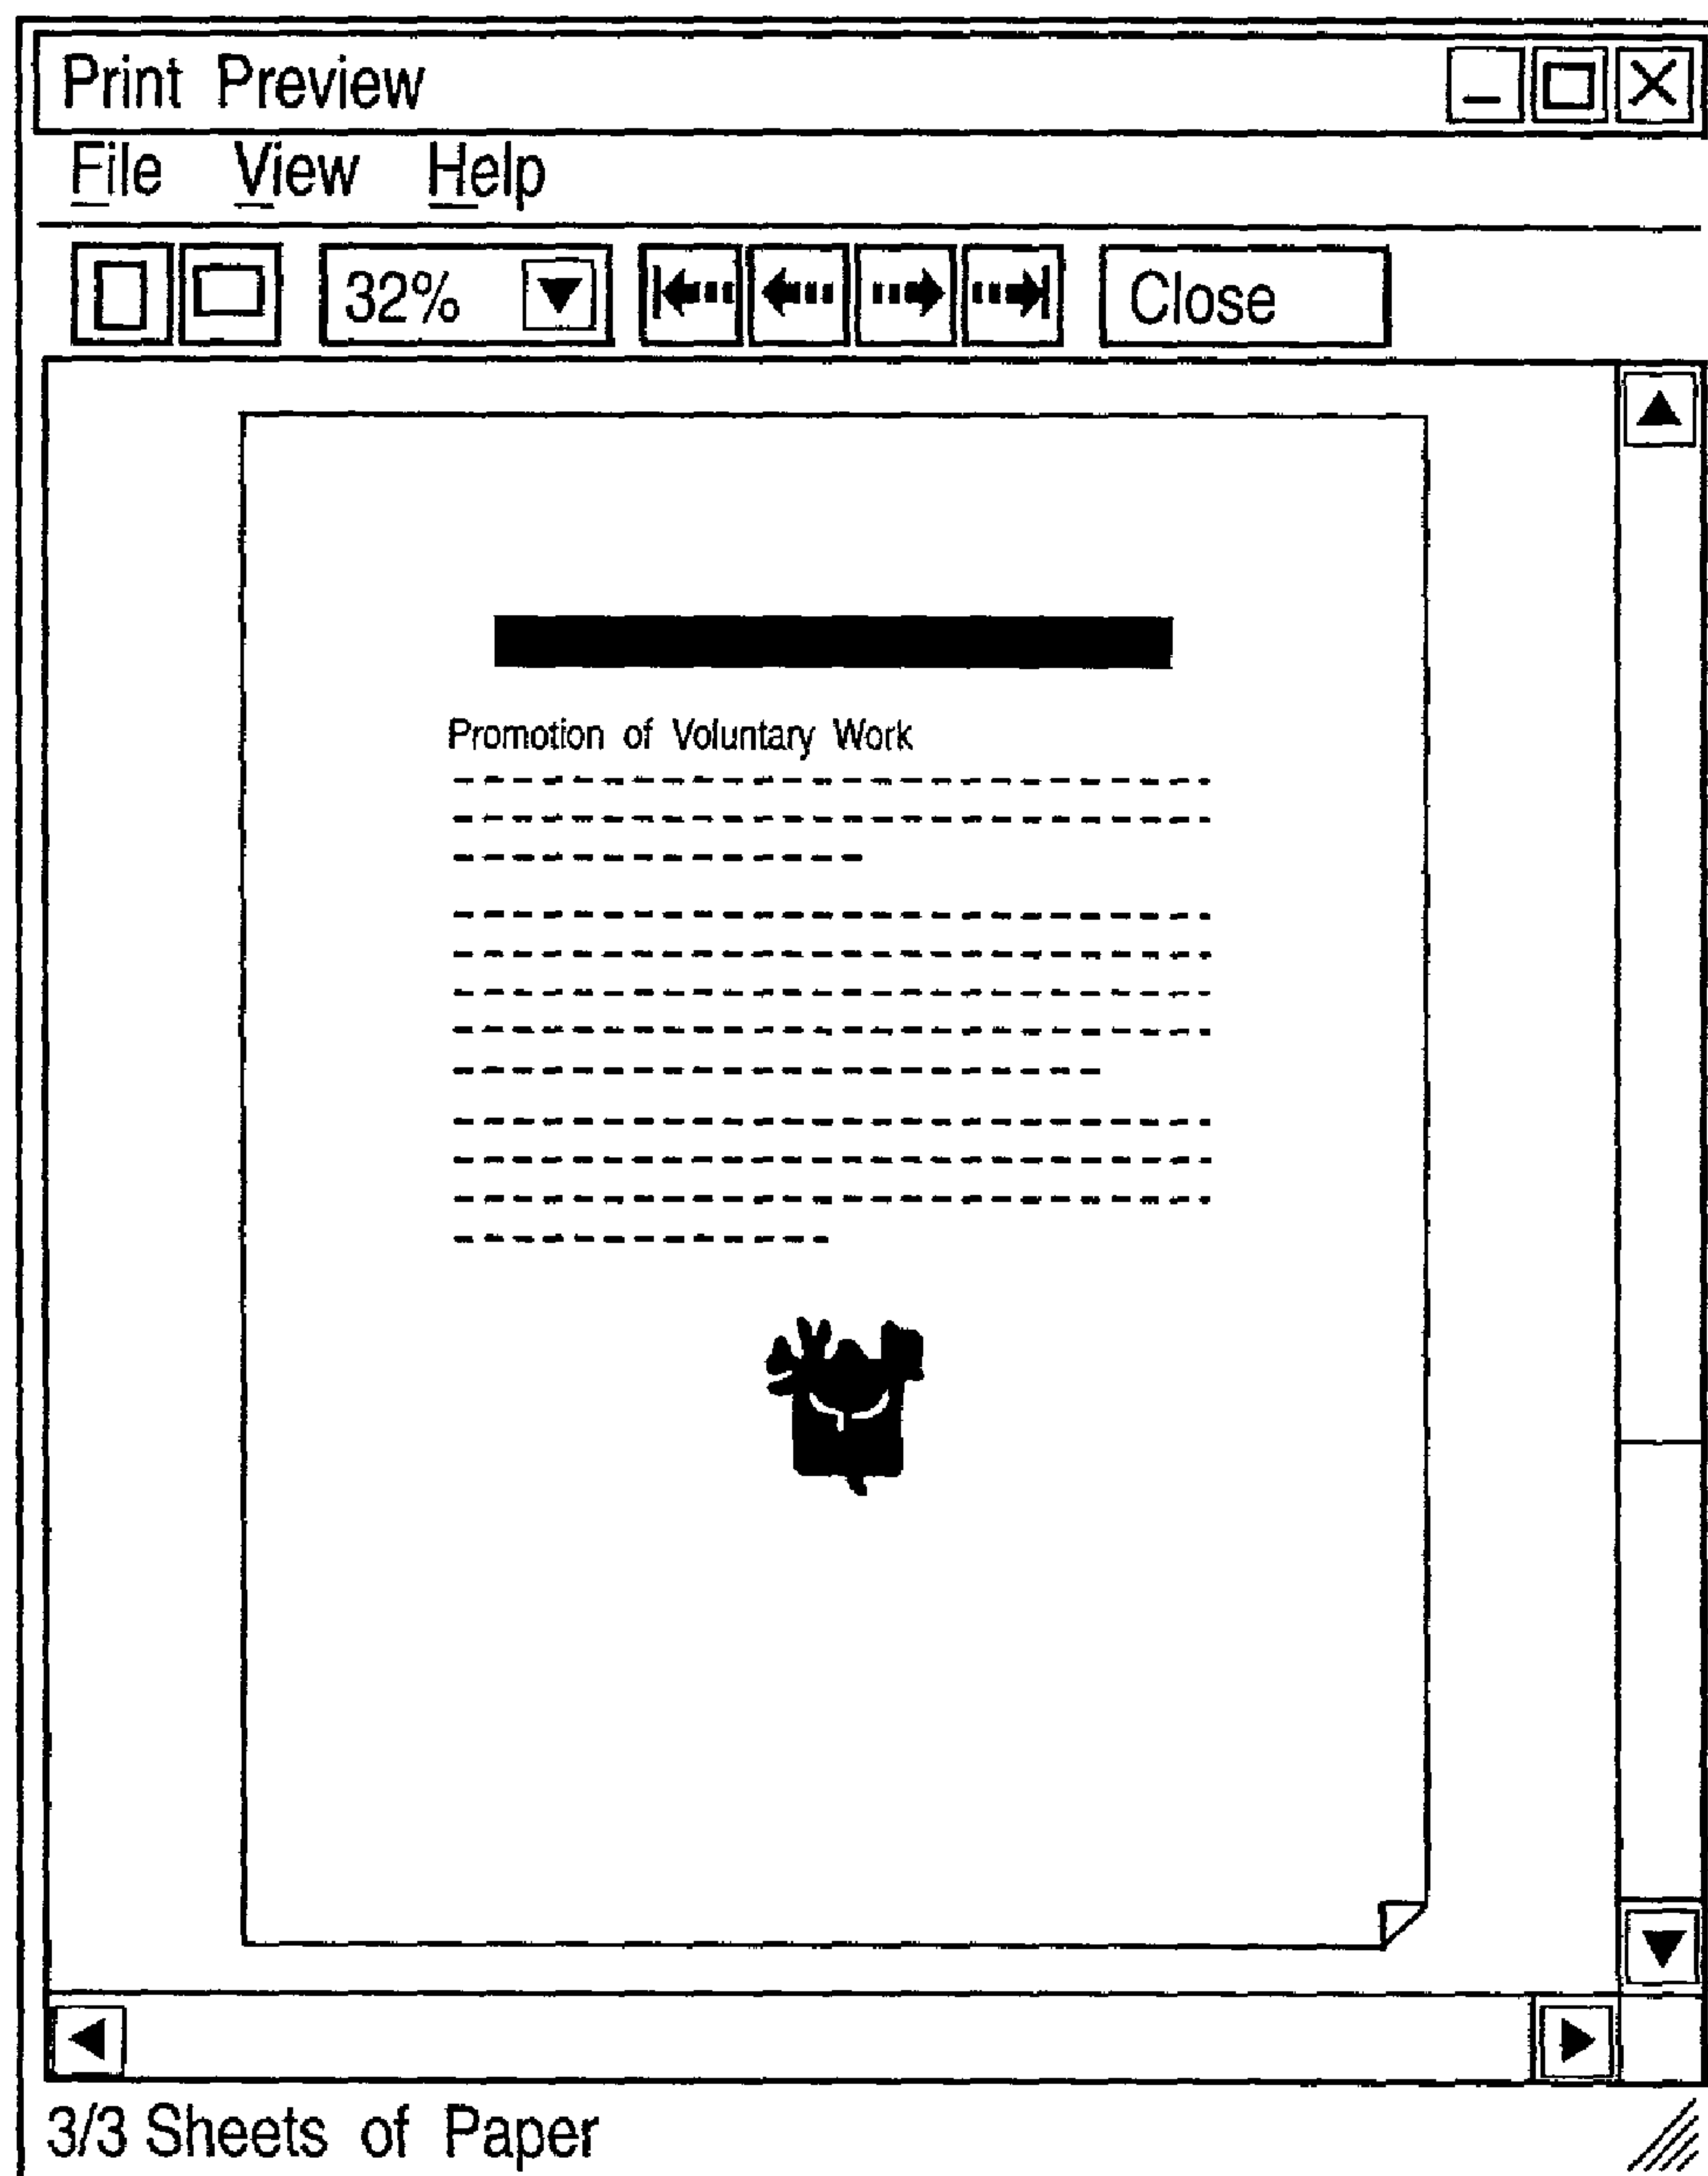 Print Preview
File View Help
32% Close
Promotion of Voluntary Work
3/3 Sheets of Paper